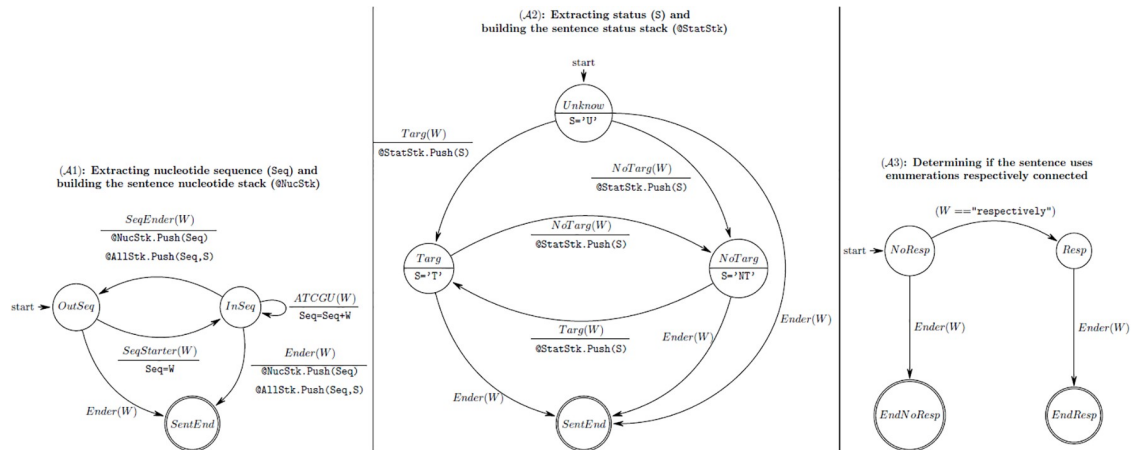 (A1): Extracting nucleotide sequence (Seq) and
building the sentence nucleotide stack (@NucStk)
SeqEnder(W)
@NucStk.Push(Seq)
@AllStk.Push(Seq,S)
start
OutSeq
InSeq
ATCGU(W)
Seq=Seq+W
SeqStarter(W)
Seq=W
Ender(W)
@NucStk.Push(Seq)
@AllStk.Push(Seq,S)
Ender(W)
SentEnd
(A2): Extracting status (S) and
building the sentence status stack (@StatStk)
start
Unknow
S='U'
Targ(W)
@StatStk.Push(S)
NoTarg(W)
@StatStk.Push(S)
NoTarg(W)
@StatStk.Push(S)
Targ
S='T'
NoTarg
S='NT'
Targ(W)
@StatStk.Push(S)
Ender(W)
Ender(W)
Ender(W)
SentEnd
(A3): Determining if the sentence uses
enumerations respectively connected
(W =="respectively")
start
NoResp
Resp
Ender(W)
Ender(W)
EndNoResp
EndResp